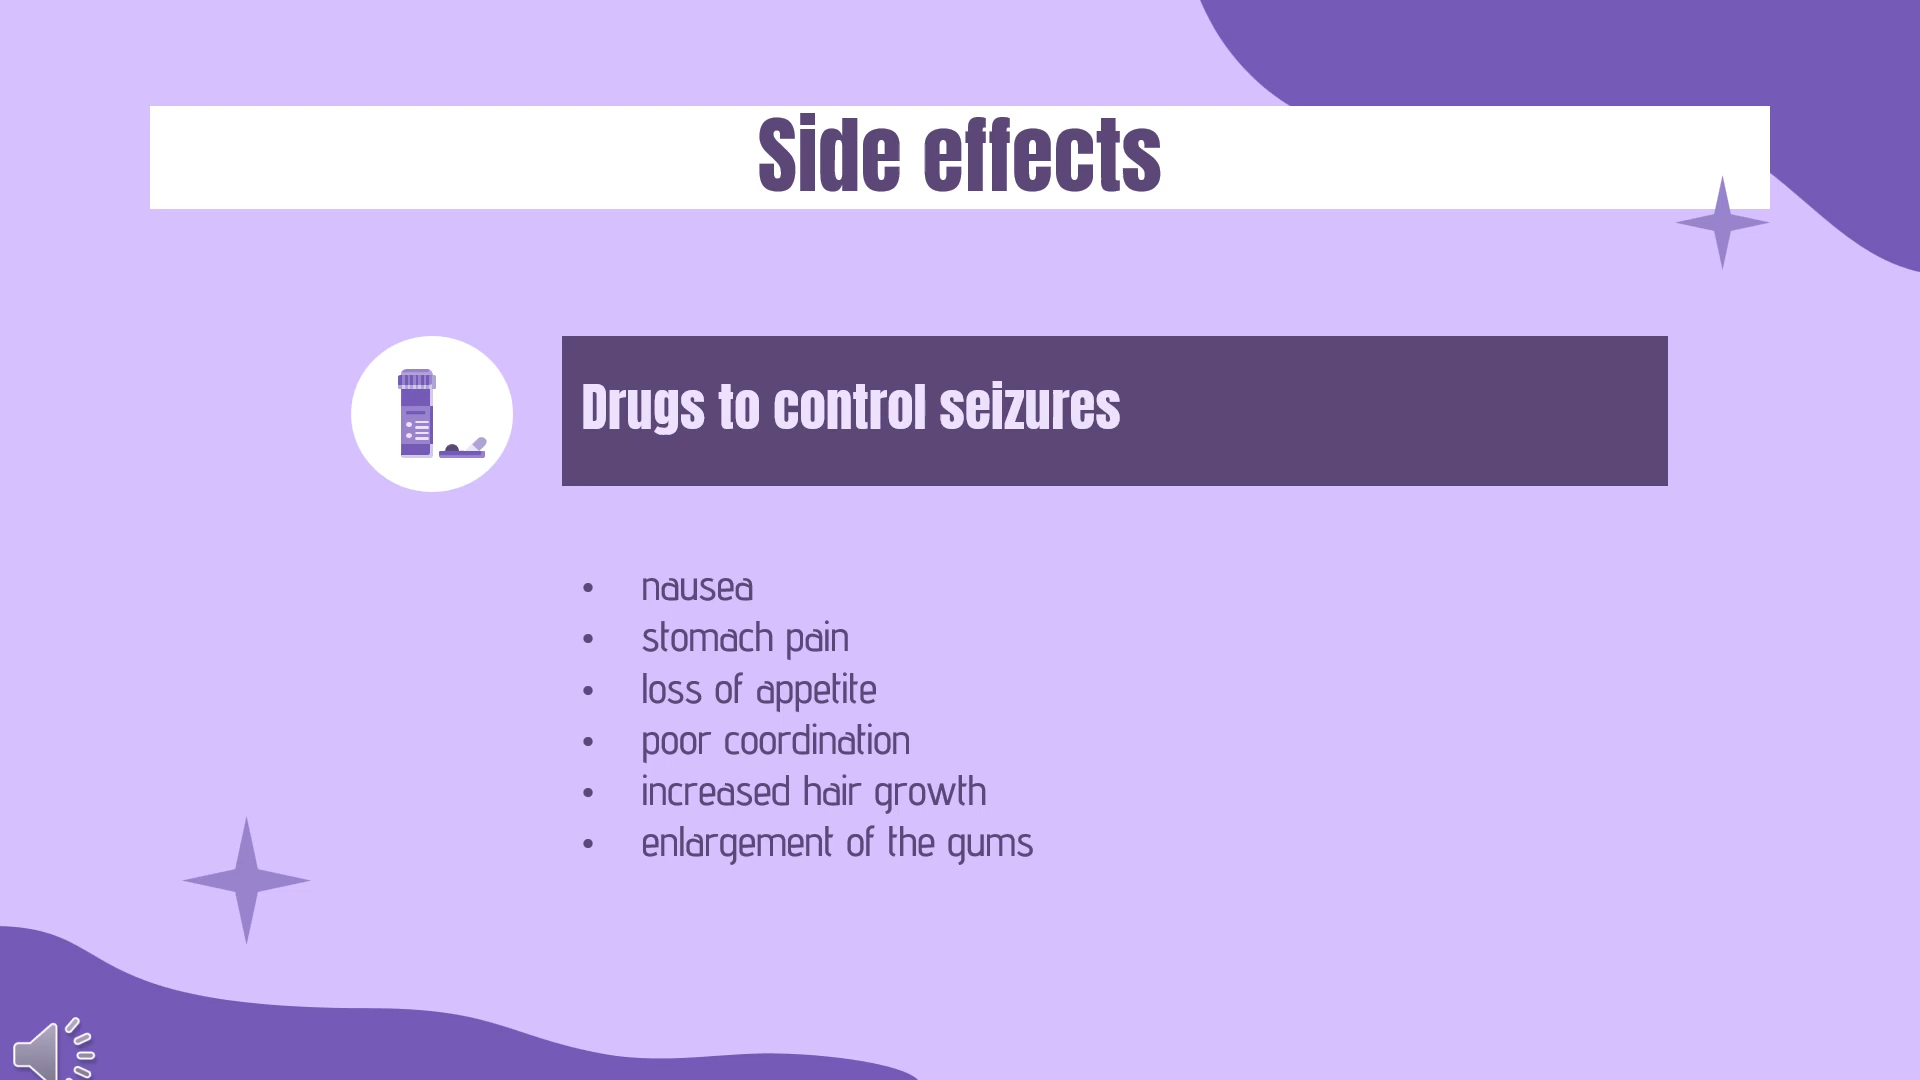 Side effects
Drugs to control seizures
• nausea
• stomach pain
• loss of appetite
• poor coordination
• increased hair growth
• enlargement of the gums